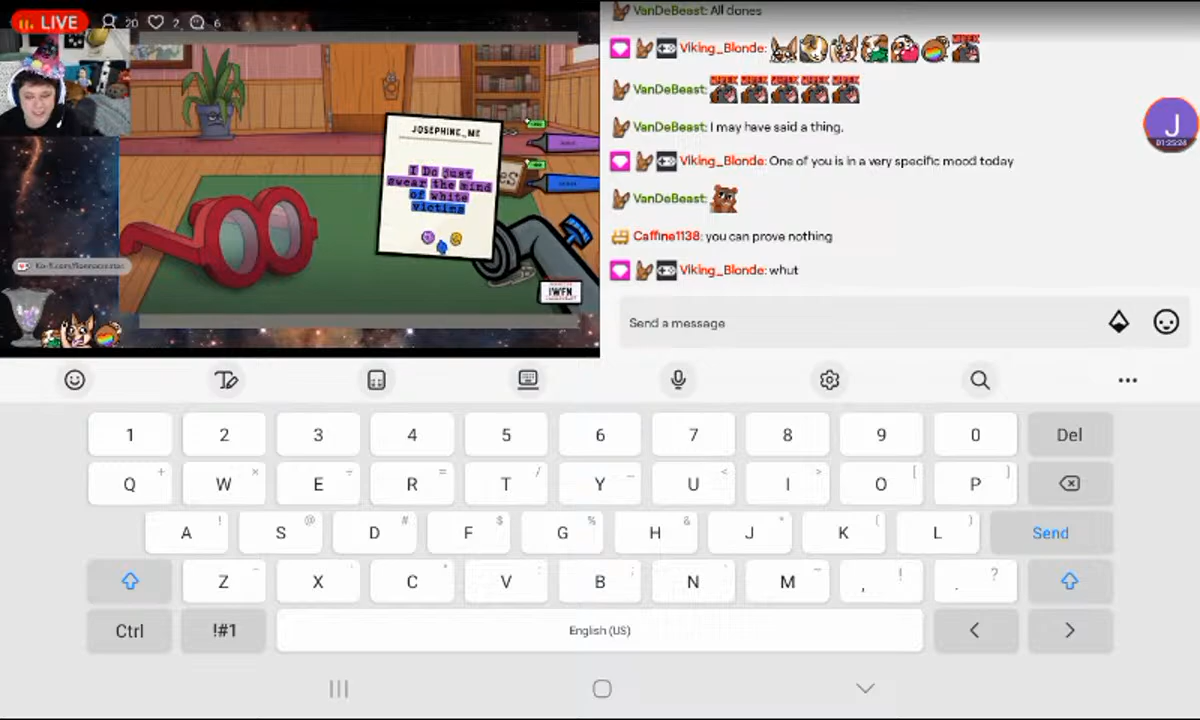 LIVE 20 2 6
JOSEPHINE_ME
I Do just
swear the mind
of white
victims
IWFN
VanDeBeast: All dones
Viking_Blonde:
VanDeBeast:
VanDeBeast: I may have said a thing.
Viking_Blonde: One of you is in a very specific mood today
VanDeBeast:
Caffine1138: you can prove nothing
Viking_Blonde: whut
J
01:25:24
Send a message
1 2 3 4 5 6 7 8 9 0 Del
Q W E R T Y U I O P
A S D F G H J K L Send
Z X C V B N M , ! . ?
Ctrl !#1 English (US) < >